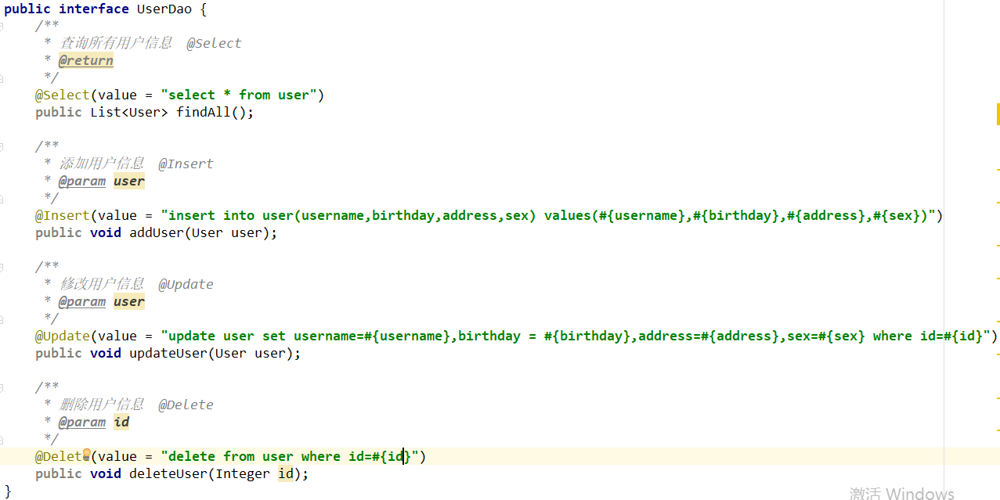 public interface UserDao {
/**
* 查询所有用户信息  @Select
* @return
*/
@Select(value = "select * from user")
public List<User> findAll();
/**
* 添加用户信息  @Insert
* @param user
*/
@Insert(value = "insert into user(username,birthday,address,sex) values(#{username},#{birthday},#{address},#{sex})")
public void addUser(User user);
/**
* 修改用户信息  @Update
* @param user
*/
@Update(value = "update user set username=#{username},birthday = #{birthday},address=#{address},sex=#{sex} where id=#{id}")
public void updateUser(User user);
/**
* 删除用户信息  @Delete
* @param id
*/
@Delete(value = "delete from user where id=#{id}")
public void deleteUser(Integer id);
}
激活 Windows